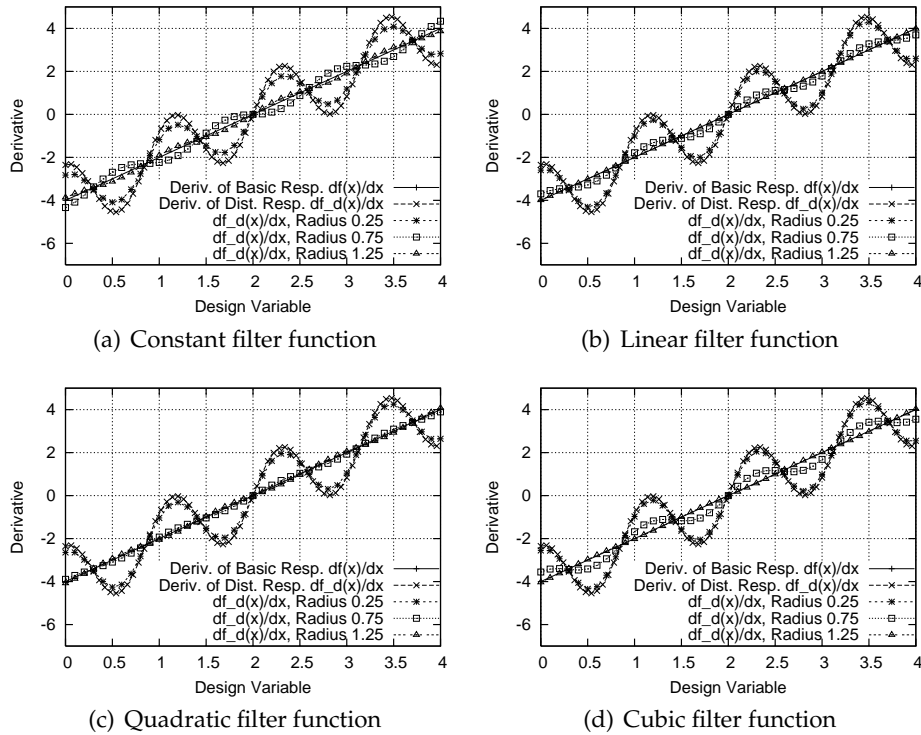 4
2
0
-2
-4
-6
Derivative
Deriv. of Basic Resp. df(x)/dx
Deriv. of Dist. Resp. df_d(x)/dx
df_d(x)/dx, Radius 0.25
df_d(x)/dx, Radius 0.75
df_d(x)/dx, Radius 1.25
0 0.5 1 1.5 2 2.5 3 3.5 4
Design Variable
(a) Constant filter function
4
2
0
-2
-4
-6
Derivative
Deriv. of Basic Resp. df(x)/dx
Deriv. of Dist. Resp. df_d(x)/dx
df_d(x)/dx, Radius 0.25
df_d(x)/dx, Radius 0.75
df_d(x)/dx, Radius 1.25
0 0.5 1 1.5 2 2.5 3 3.5 4
Design Variable
(b) Linear filter function
4
2
0
-2
-4
-6
Derivative
Deriv. of Basic Resp. df(x)/dx
Deriv. of Dist. Resp. df_d(x)/dx
df_d(x)/dx, Radius 0.25
df_d(x)/dx, Radius 0.75
df_d(x)/dx, Radius 1.25
0 0.5 1 1.5 2 2.5 3 3.5 4
Design Variable
(c) Quadratic filter function
4
2
0
-2
-4
-6
Derivative
Deriv. of Basic Resp. df(x)/dx
Deriv. of Dist. Resp. df_d(x)/dx
df_d(x)/dx, Radius 0.25
df_d(x)/dx, Radius 0.75
df_d(x)/dx, Radius 1.25
0 0.5 1 1.5 2 2.5 3 3.5 4
Design Variable
(d) Cubic filter function